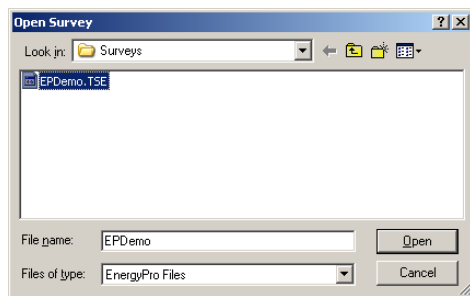 Open Survey
Look in: Surveys
EPDemo.TSE
File name: EPDemo Open
Files of type: EnergyPro Files Cancel